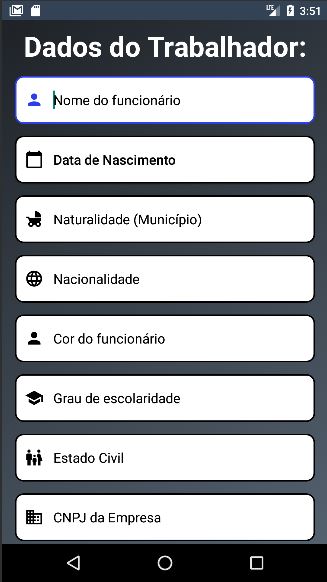 LTE 3:51
Dados do Trabalhador:
Nome do funcionário
Data de Nascimento
Naturalidade (Município)
Nacionalidade
Cor do funcionário
Grau de escolaridade
Estado Civil
CNPJ da Empresa